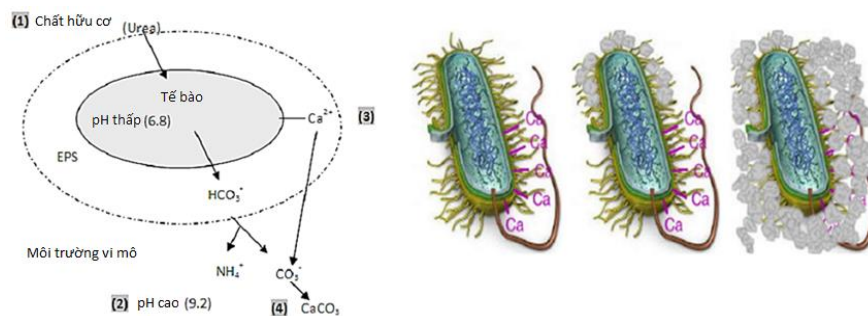 (1) Chất hữu cơ
(Urea)
Tế bào
pH thấp (6.8)
Ca²⁺
(3)
EPS
HCO₃⁻
Môi trường vi mô
NH₄⁺
CO₃⁻
(2) pH cao (9.2)
(4) CaCO₃
Ca
Ca
Ca
Ca
Ca
Ca
Ca
Ca
Ca
Ca
Ca